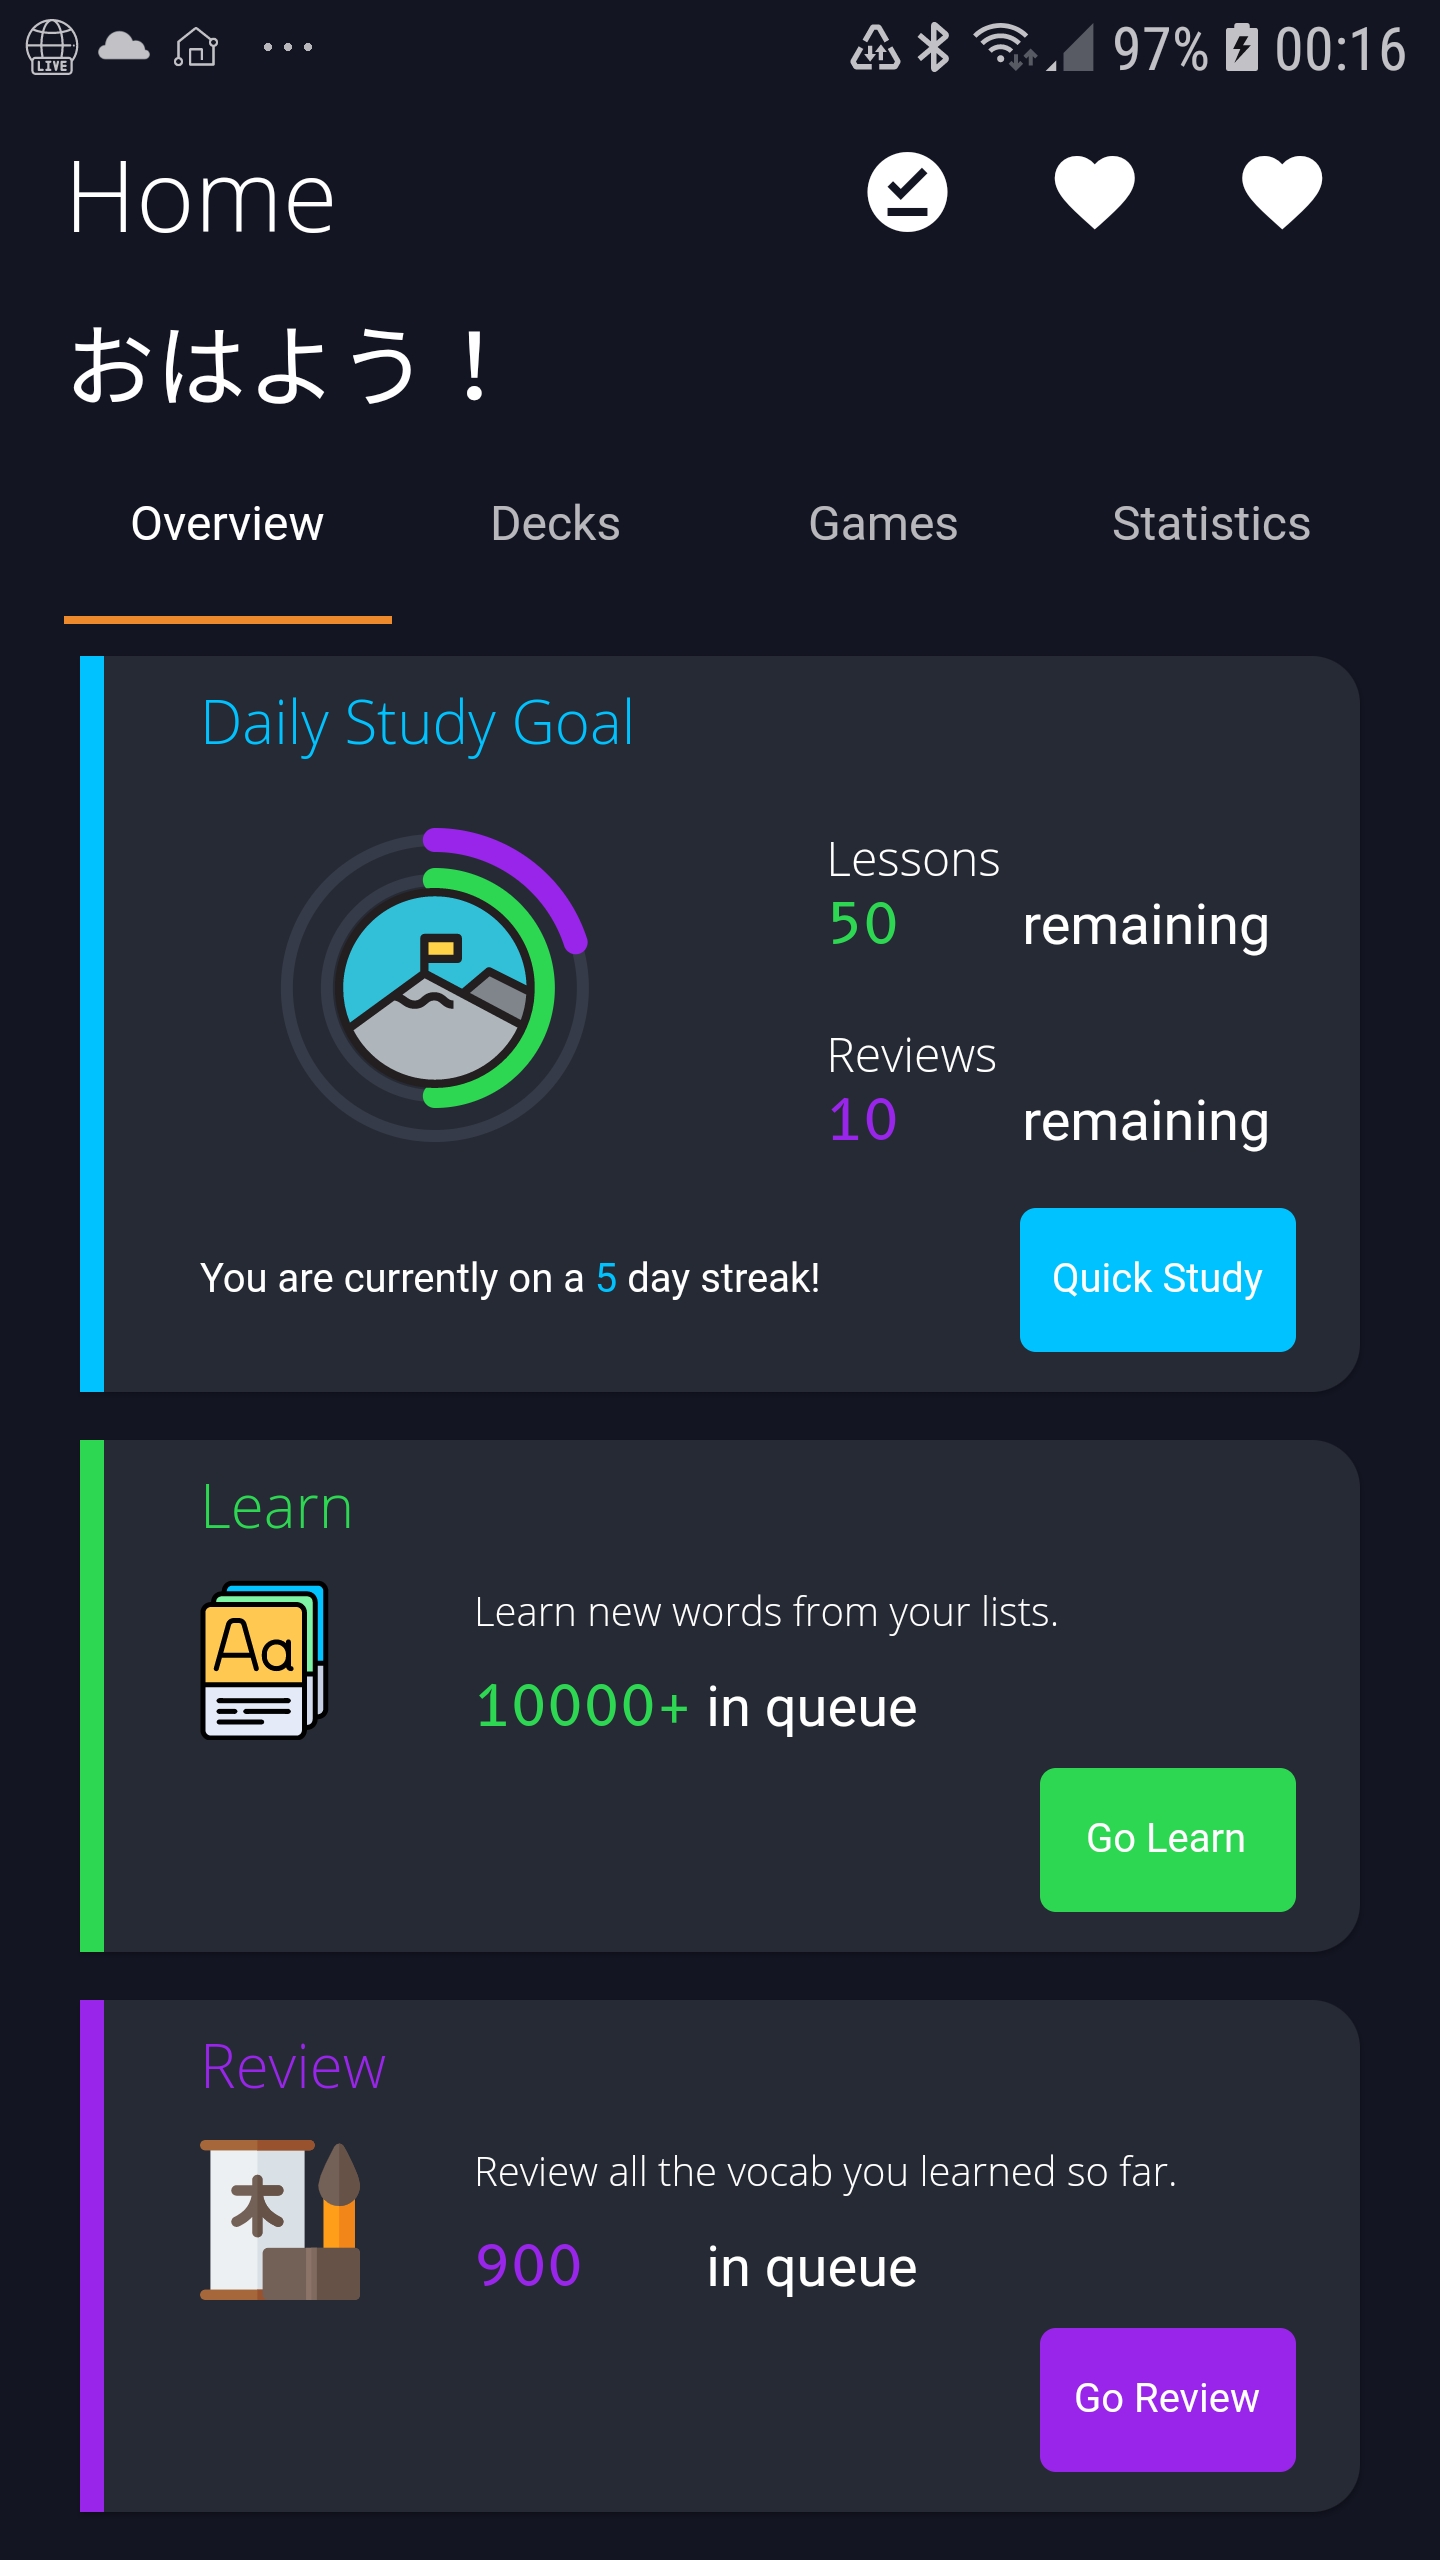 LIVE
97% 00:16
Home
おはよう！
Overview Decks Games Statistics
Daily Study Goal
Lessons
50 remaining
Reviews
10 remaining
You are currently on a 5 day streak!
Quick Study
Learn
Aa
Learn new words from your lists.
10000+ in queue
Go Learn
Review
木
Review all the vocab you learned so far.
900 in queue
Go Review